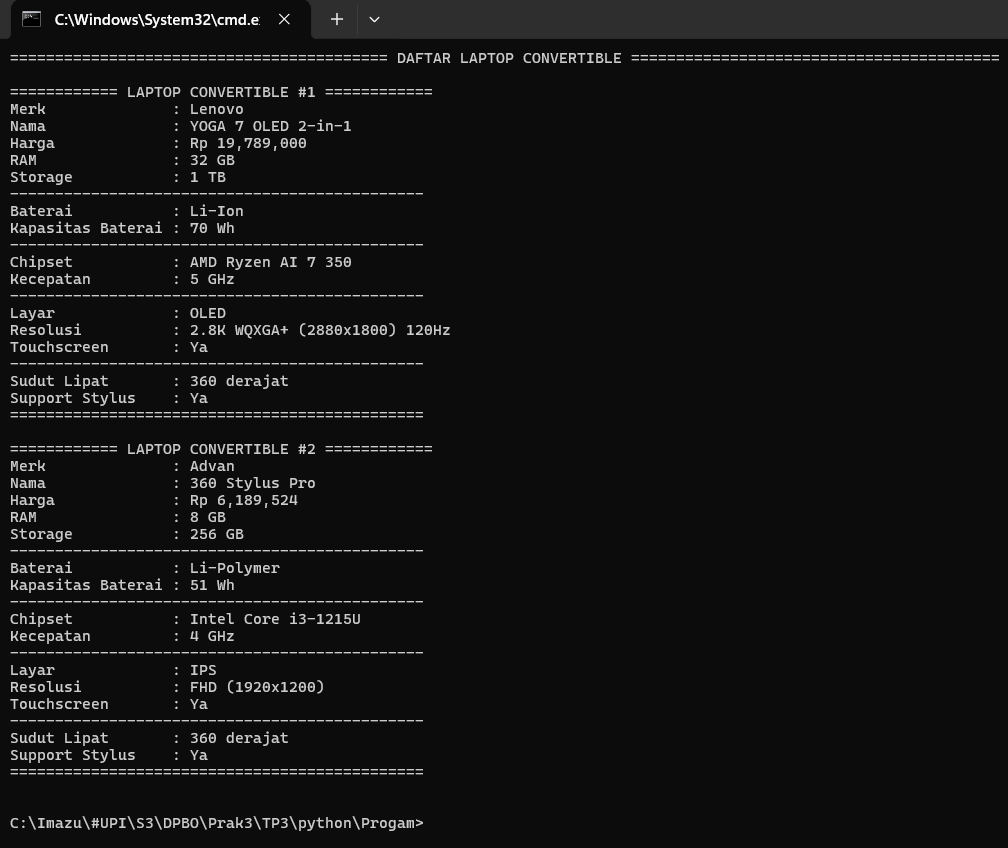 C:\Windows\System32\cmd.e
========================================== DAFTAR LAPTOP CONVERTIBLE =========================================
============ LAPTOP CONVERTIBLE #1 ============
Merk : Lenovo
Nama : YOGA 7 OLED 2-in-1
Harga : Rp 19,789,000
RAM : 32 GB
Storage : 1 TB
----------------------------------------------
Baterai : Li-Ion
Kapasitas Baterai : 70 Wh
----------------------------------------------
Chipset : AMD Ryzen AI 7 350
Kecepatan : 5 GHz
----------------------------------------------
Layar : OLED
Resolusi : 2.8K WQXGA+ (2880x1800) 120Hz
Touchscreen : Ya
----------------------------------------------
Sudut Lipat : 360 derajat
Support Stylus : Ya
==============================================
============ LAPTOP CONVERTIBLE #2 ============
Merk : Advan
Nama : 360 Stylus Pro
Harga : Rp 6,189,524
RAM : 8 GB
Storage : 256 GB
----------------------------------------------
Baterai : Li-Polymer
Kapasitas Baterai : 51 Wh
----------------------------------------------
Chipset : Intel Core i3-1215U
Kecepatan : 4 GHz
----------------------------------------------
Layar : IPS
Resolusi : FHD (1920x1200)
Touchscreen : Ya
----------------------------------------------
Sudut Lipat : 360 derajat
Support Stylus : Ya
==============================================
C:\Imazu\#UPI\S3\DPBO\Prak3\TP3\python\Progam>